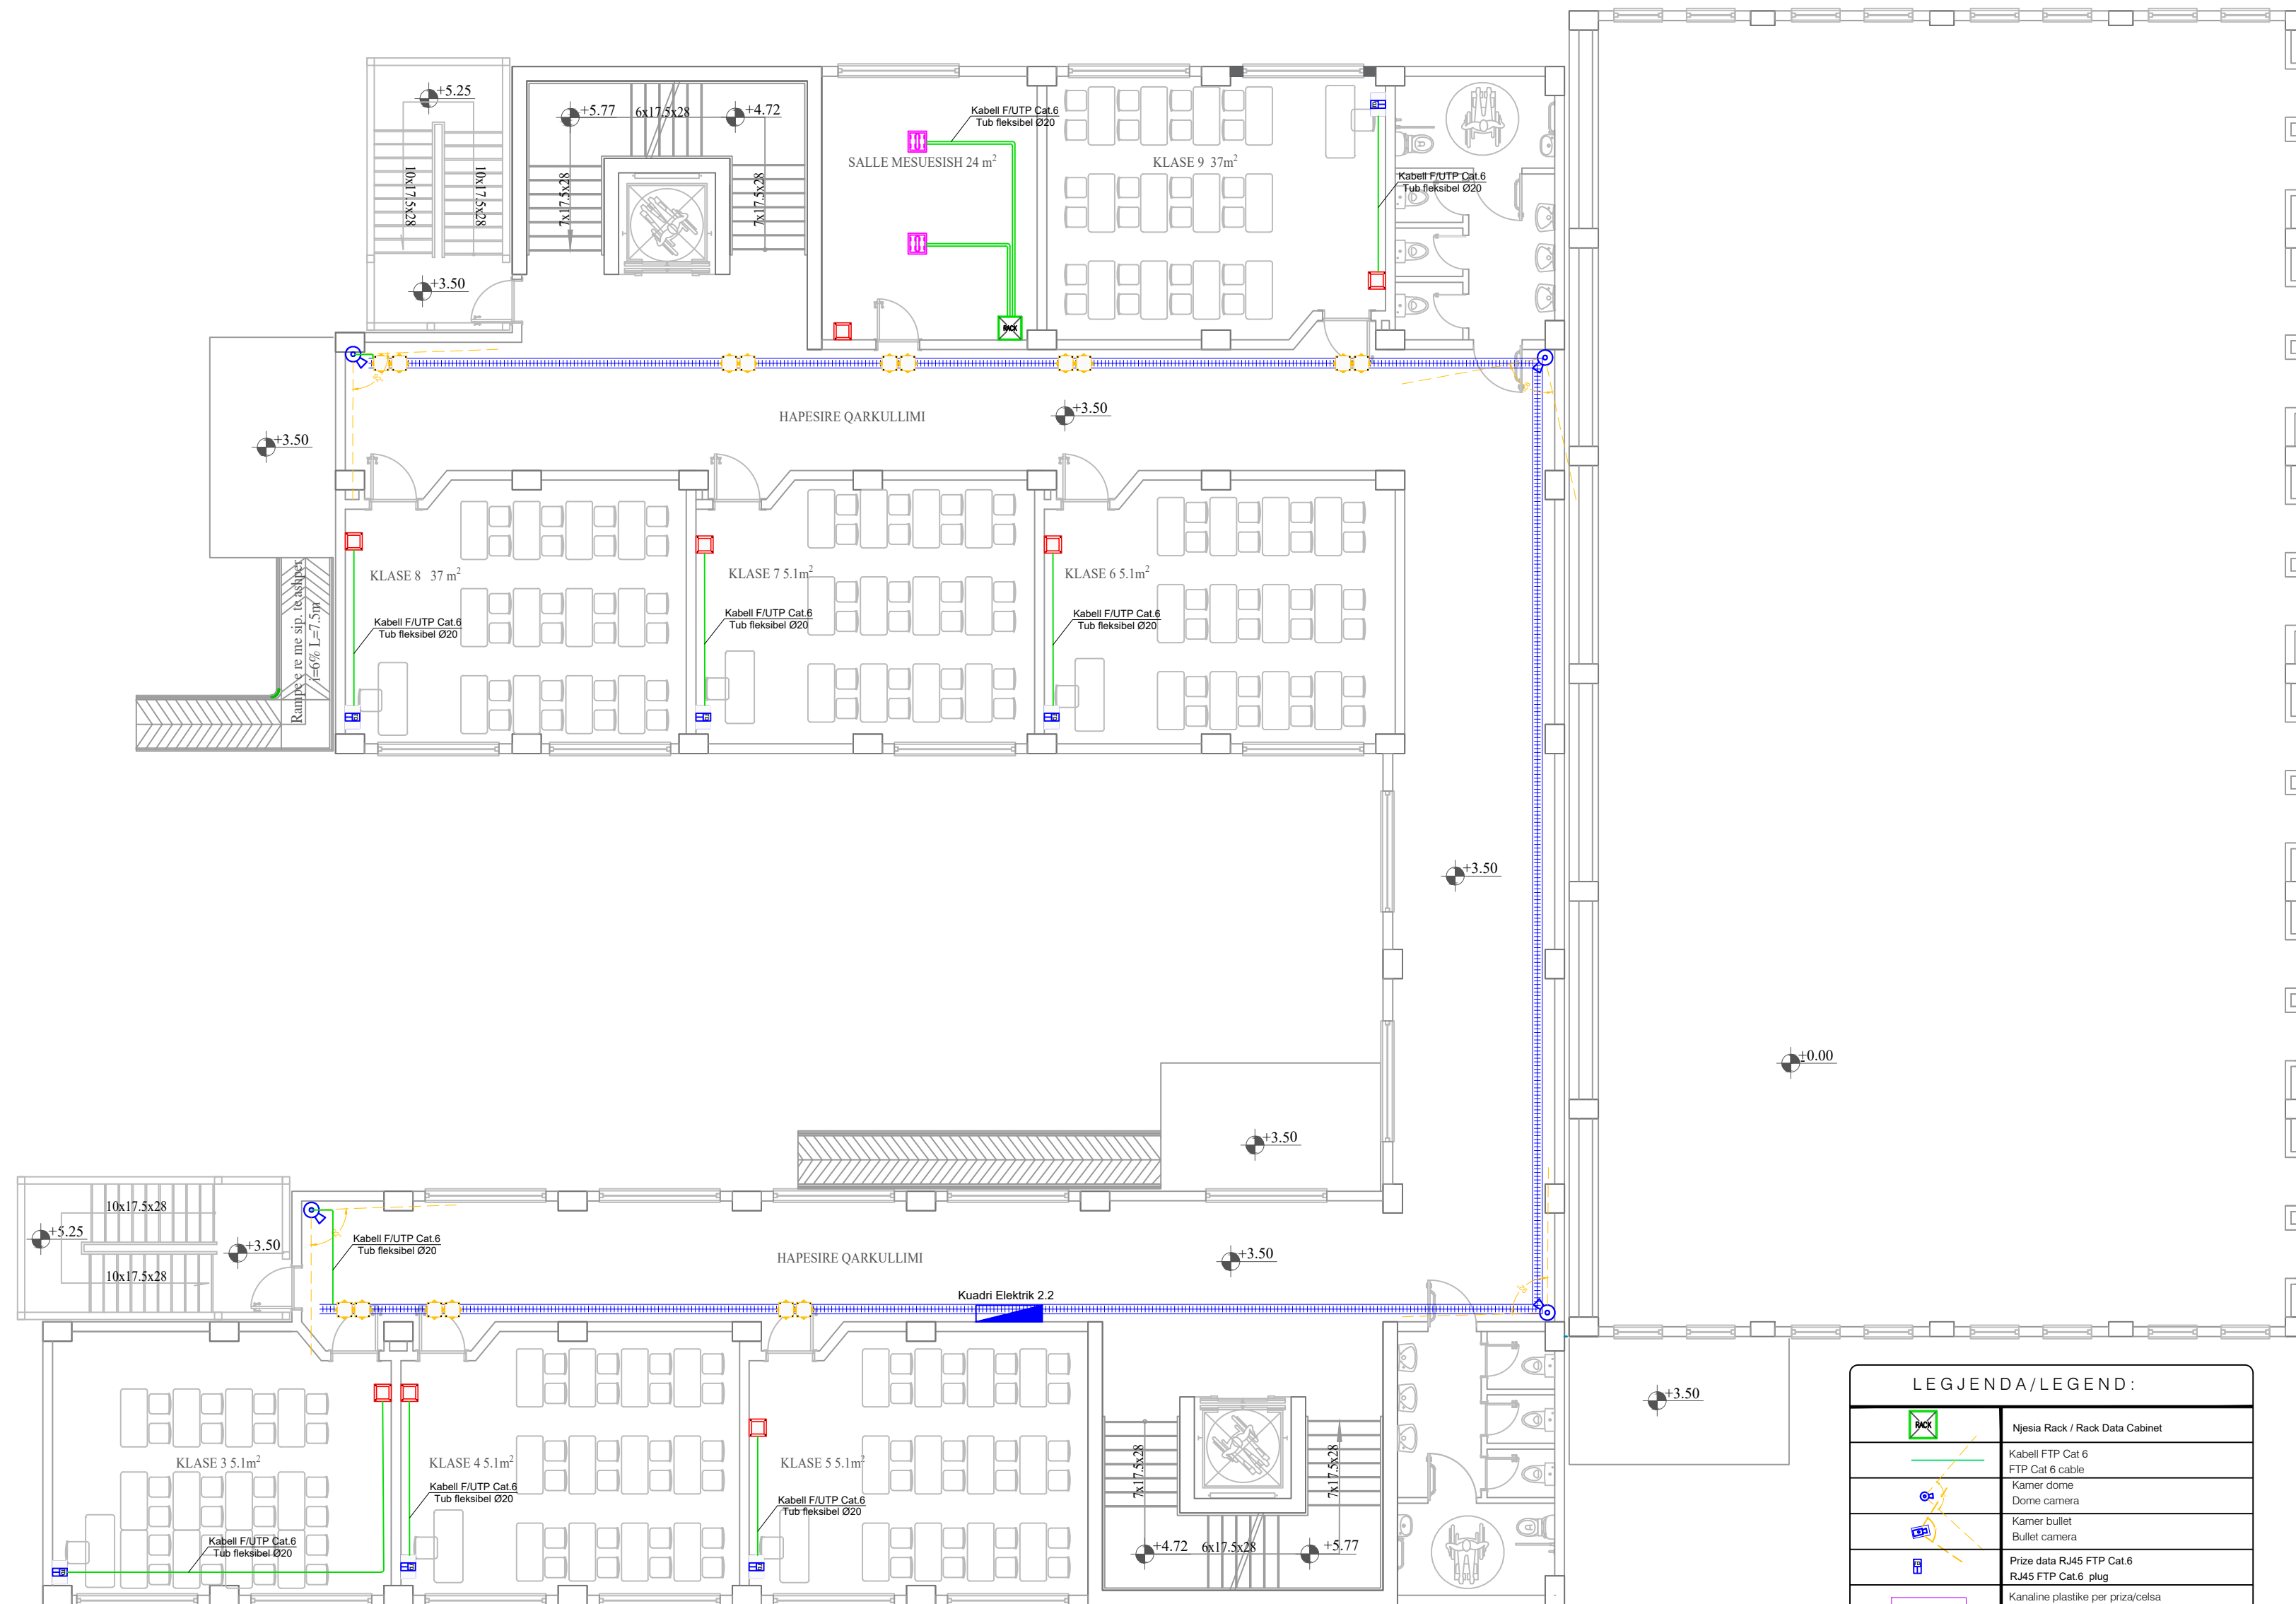 +5.25
+5.77
6x17.5x28
+4.72
Kabell F/UTP Cat.6
Tub fleksibel Ø20
SALLE MESUESISH 24 m²
KLASE 9 37m²
10x17.5x28
10x17.5x28
7x17.5x28
7x17.5x28
Kabell F/UTP Cat.6
Tub fleksibel Ø20
+3.50
RACK
HAPESIRE QARKULLIMI
+3.50
+3.50
KLASE 8 37 m²
KLASE 7 5.1m²
KLASE 6 5.1m²
Kabell F/UTP Cat.6
Tub fleksibel Ø20
Kabell F/UTP Cat.6
Tub fleksibel Ø20
Kabell F/UTP Cat.6
Tub fleksibel Ø20
Rampe e re me sip. te ashper
i=6% L=7.5m
+3.50
±0.00
+3.50
10x17.5x28
+5.25
+3.50
10x17.5x28
Kabell F/UTP Cat.6
Tub fleksibel Ø20
HAPESIRE QARKULLIMI
+3.50
Kuadri Elektrik 2.2
KLASE 3 5.1m²
KLASE 4 5.1m²
KLASE 5 5.1m²
7x17.5x28
7x17.5x28
Kabell F/UTP Cat.6
Tub fleksibel Ø20
Kabell F/UTP Cat.6
Tub fleksibel Ø20
Kabell F/UTP Cat.6
Tub fleksibel Ø20
+4.72
6x17.5x28
+5.77
+3.50
LEGJENDA/LEGEND:
RACK
Njesia Rack / Rack Data Cabinet
Kabell FTP Cat 6
FTP Cat 6 cable
Kamer dome
Dome camera
Kamer bullet
Bullet camera
Prize data RJ45 FTP Cat.6
RJ45 FTP Cat.6 plug
Kanaline plastike per priza/celsa